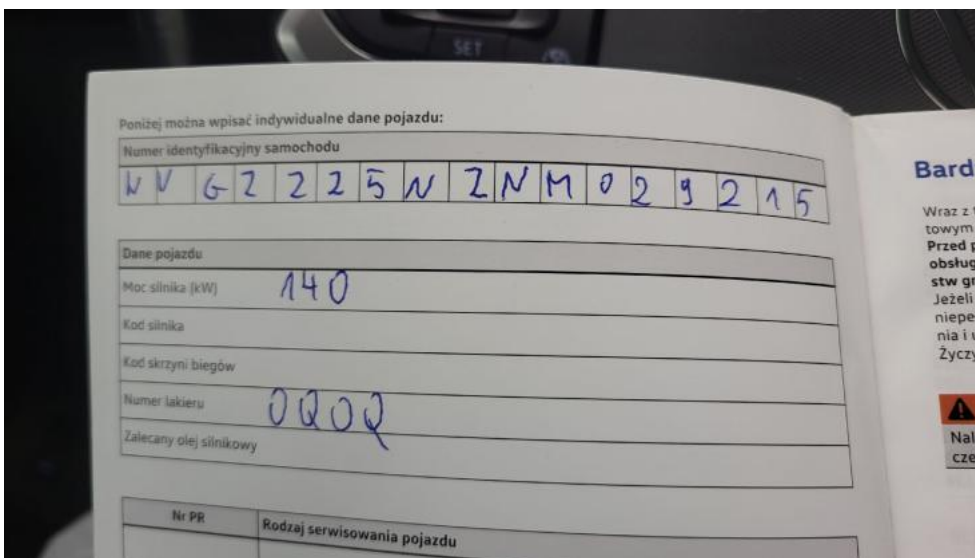 SET
Poniżej można wpisać indywidualne dane pojazdu:
Numer identyfikacyjny samochodu
W V G Z Z Z 5 N Z N M 0 2 9 2 1 5
Dane pojazdu
Moc silnika (kW) 140
Kod silnika
Kod skrzyni biegów
Numer lakieru 0Q0Q
Zalecany olej silnikowy
Nr PR Rodzaj serwisowania pojazdu
Bard
Wraz z
towym
Przed
obsług
stw
Jeżeli
niepe
nia i
Życzy
Nal
cze